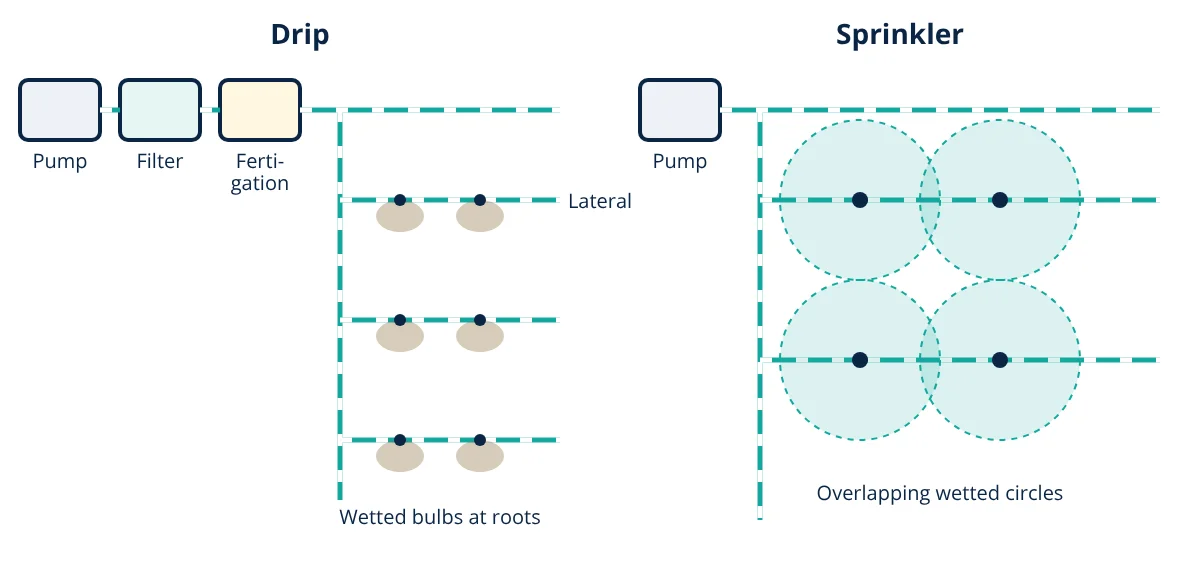 Drip
Sprinkler
Pump
Filter
Ferti-
gation
Pump
Lateral
Overlapping wetted circles
Wetted bulbs at roots